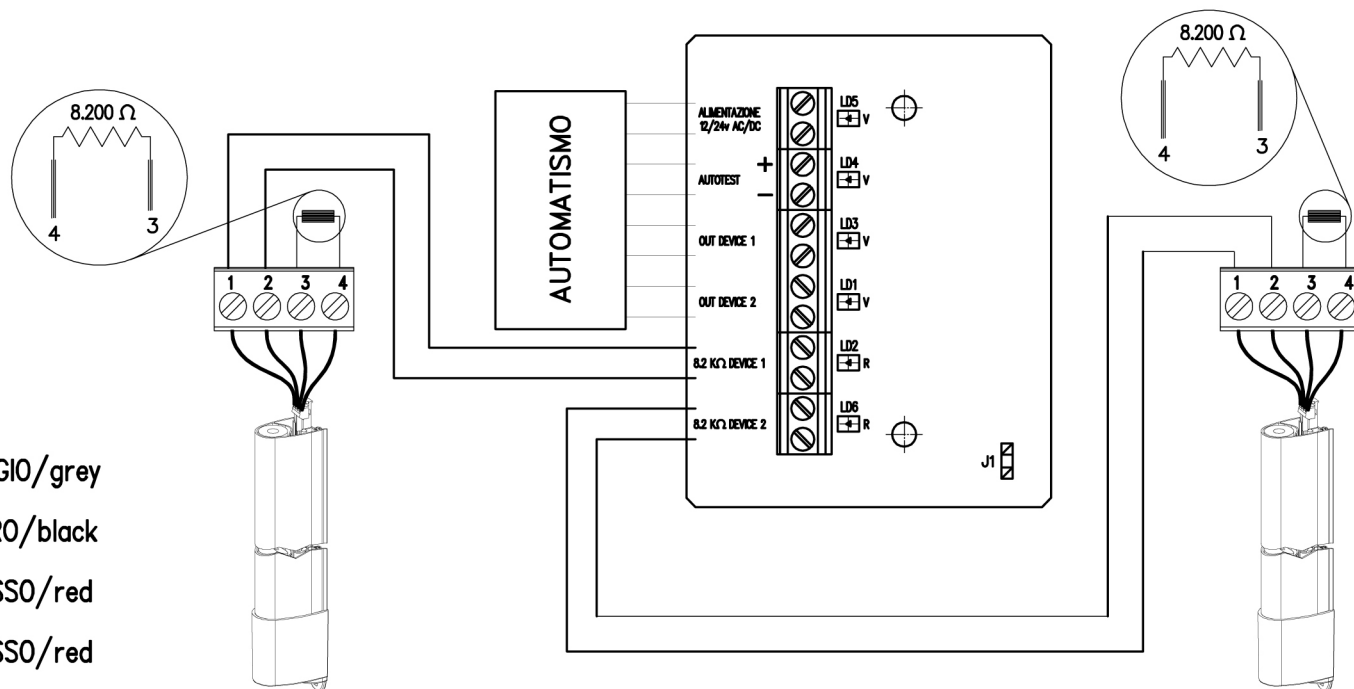 8.200 Ω
4
3
1 2 3 4
GIO/grey
RO/black
SSO/red
SSO/red
AUTOMATISMO
ALIMENTAZIONE
12/24v AC/DC
AUTOTEST
+
−
OUT DEVICE 1
OUT DEVICE 2
8.2 KΩ DEVICE 1
8.2 KΩ DEVICE 2
LD5
V
LD4
V
LD3
V
LD1
V
LD2
R
LD6
R
J1
8.200 Ω
4
3
1 2 3 4